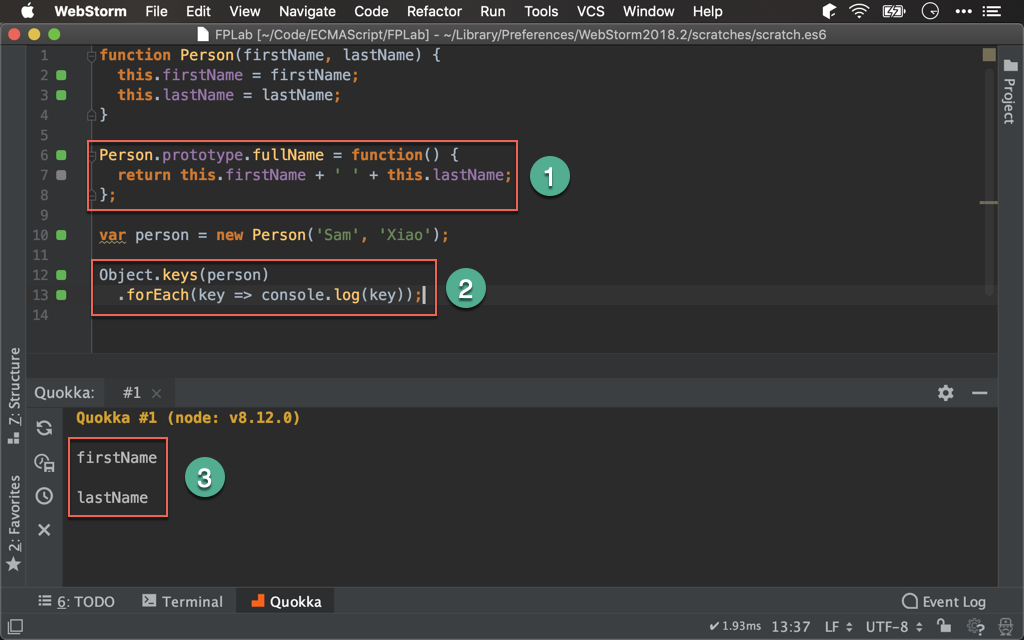 WebStorm File Edit View Navigate Code Refactor Run Tools VCS Window Help
FPLab [~/Code/ECMAScript/FPLab] - ~/Library/Preferences/WebStorm2018.2/scratches/scratch.es6
1 function Person(firstName, lastName) {
2 this.firstName = firstName;
3 this.lastName = lastName;
4 }
5
6 Person.prototype.fullName = function() {
7 return this.firstName + ' ' + this.lastName;
8 };
1
9
10 var person = new Person('Sam', 'Xiao');
11
12 Object.keys(person)
13 .forEach(key => console.log(key));
2
14
Project
Z: Structure
2: Favorites
Quokka: #1
Quokka #1 (node: v8.12.0)
firstName
lastName
3
6: TODO Terminal Quokka Event Log
1.93ms 13:37 LF UTF-8